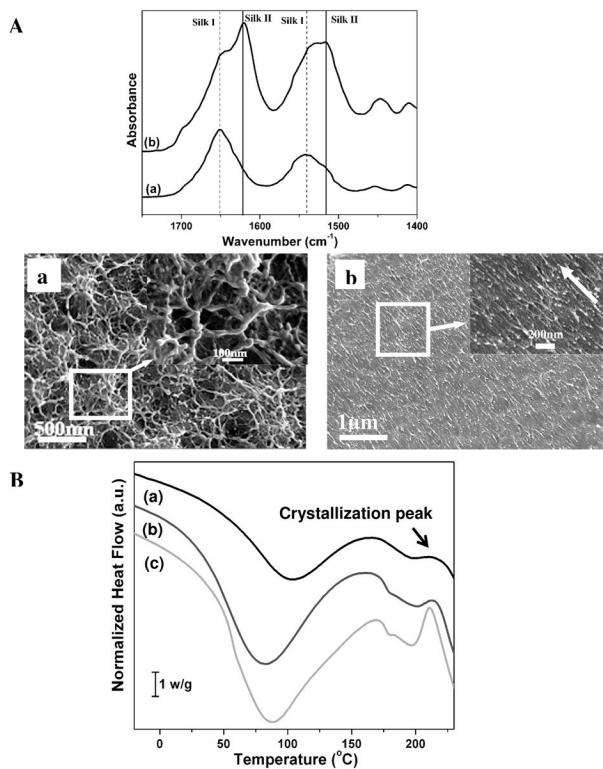 A
Silk I
Silk II
Silk I
Silk II
Absorbance
(b)
(a)
1700
1600
1500
1400
Wavenumber (cm⁻¹)
a
100nm
500nm
b
200nm
1μm
B
(a)
(b)
(c)
Crystallization peak
Normalized Heat Flow (a.u.)
1 w/g
0
50
100
150
200
Temperature (°C)